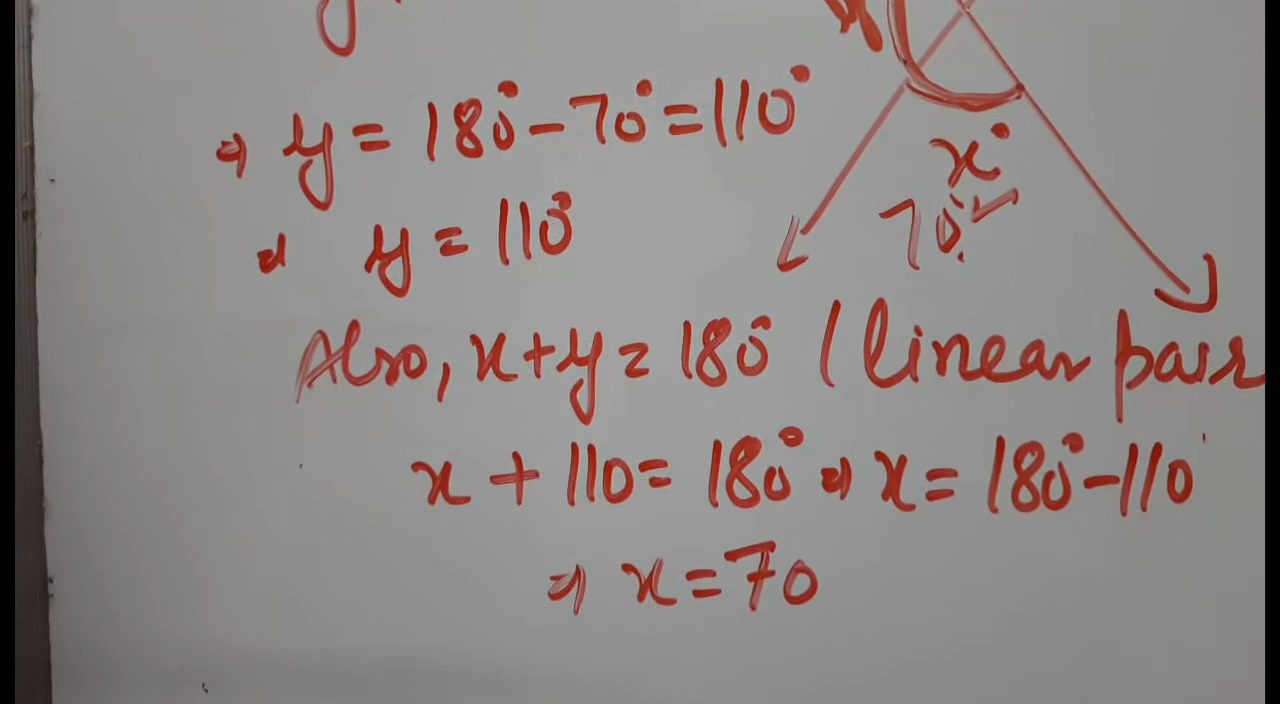 ⇒ y = 180° - 70° = 110°
x°
70°
⇒ y = 110°
Also, x+y = 180° (linear pair
x + 110 = 180° ⇒ x = 180° - 110
⇒ x = 70